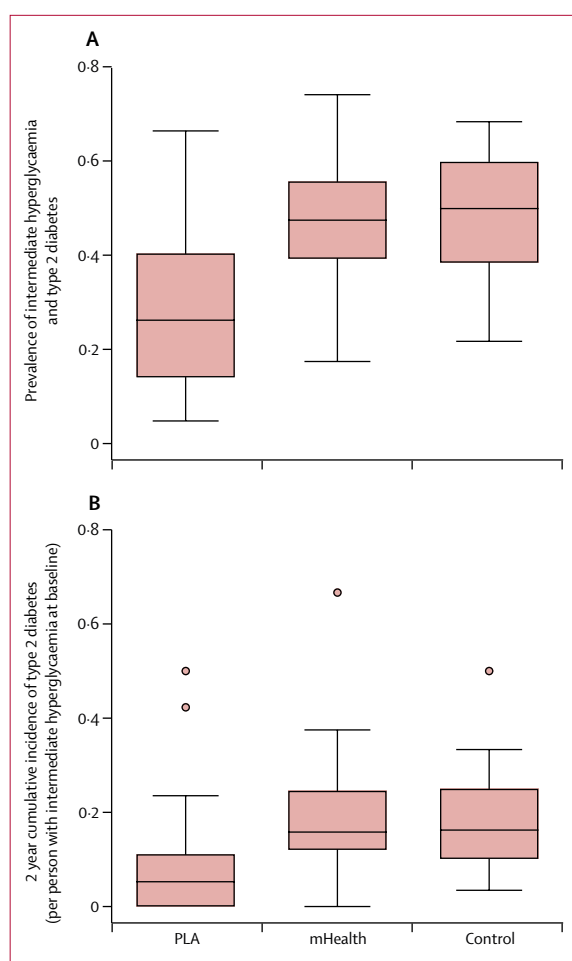 A
0·8
0·6
0·4
0·2
0
Prevalence of intermediate hyperglycaemia
and type 2 diabetes
B
0·8
0·6
0·4
0·2
0
2 year cumulative incidence of type 2 diabetes
(per person with intermediate hyperglycaemia at baseline)
PLA
mHealth
Control